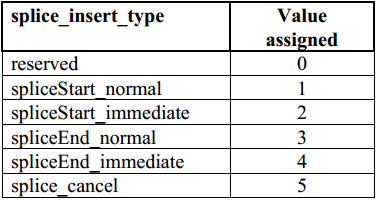 splice_insert_type Value
assigned
reserved 0
spliceStart_normal 1
spliceStart_immediate 2
spliceEnd_normal 3
spliceEnd_immediate 4
splice_cancel 5